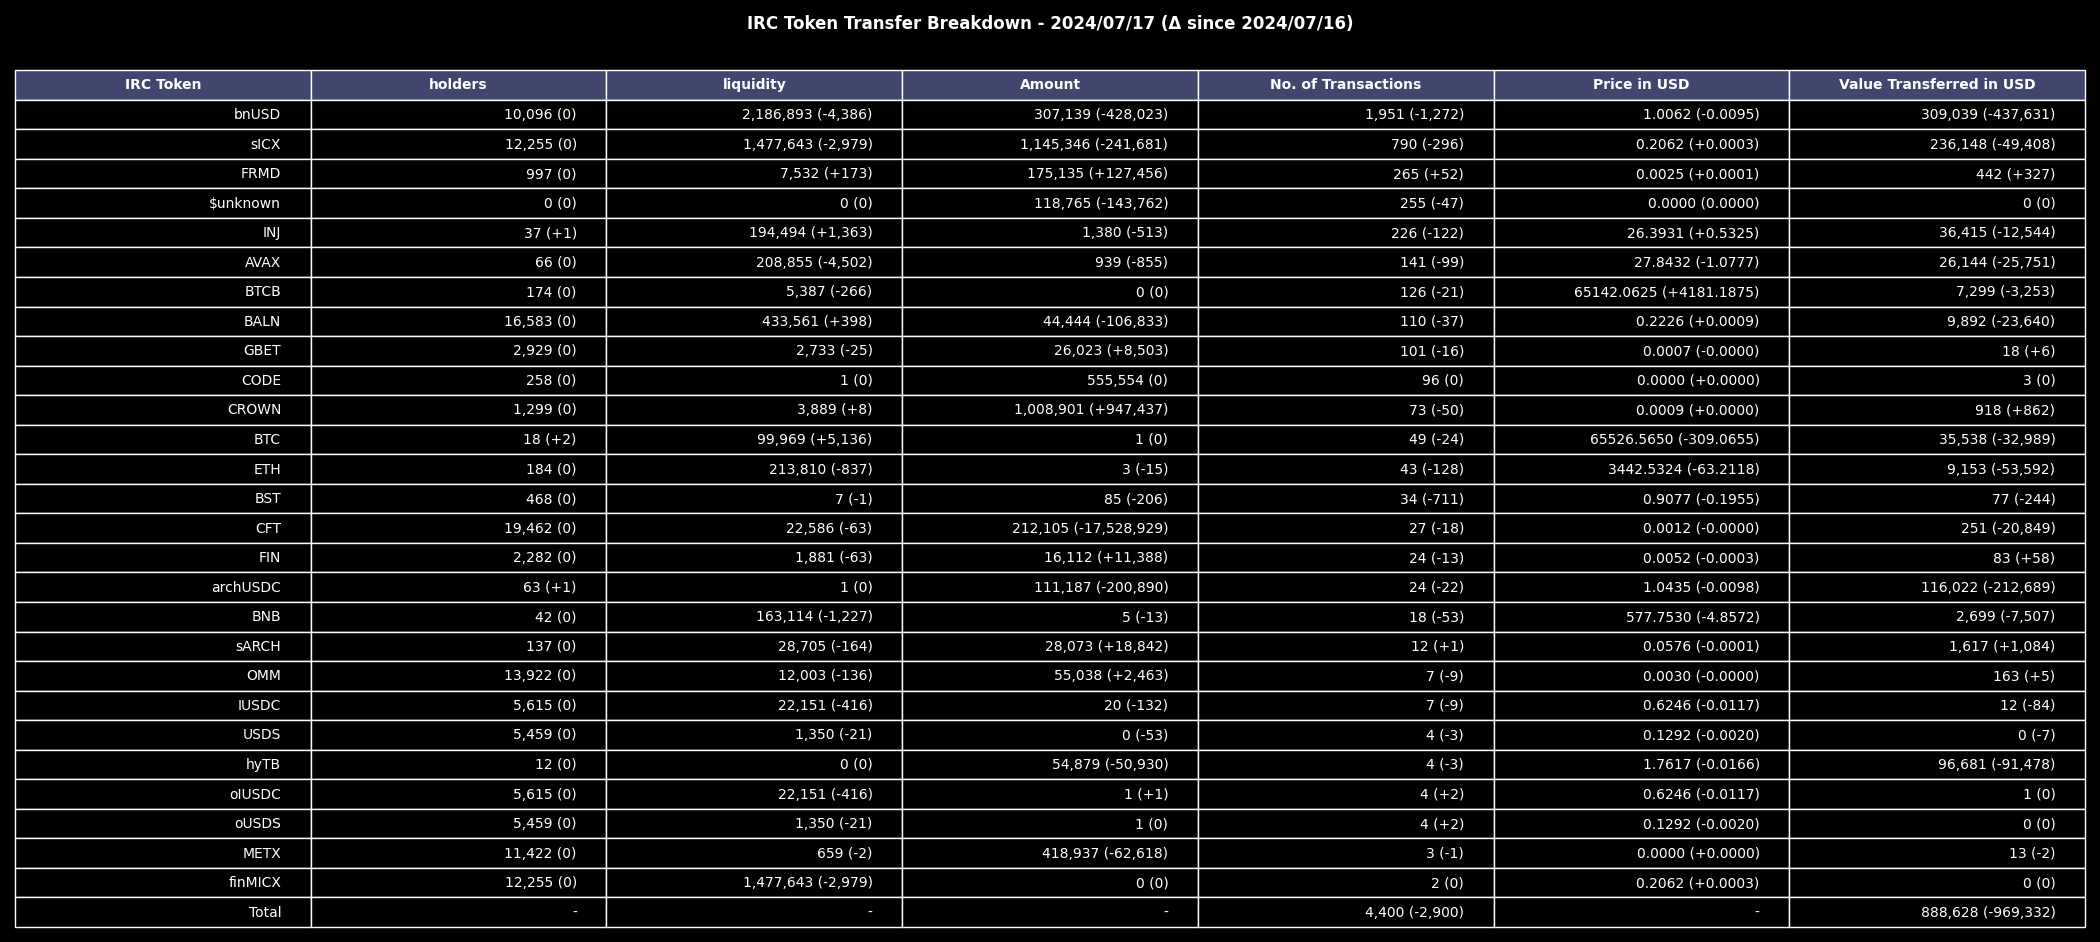 IRC Token Transfer Breakdown - 2024/07/17 (Δ since 2024/07/16)
IRC Token holders liquidity Amount No. of Transactions Price in USD Value Transferred in USD
bnUSD 10,096 (0) 2,186,893 (-4,386) 307,139 (-428,023) 1,951 (-1,272) 1.0062 (-0.0095) 309,039 (-437,631)
sICX 12,255 (0) 1,477,643 (-2,979) 1,145,346 (-241,681) 790 (-296) 0.2062 (+0.0003) 236,148 (-49,408)
FRMD 997 (0) 7,532 (+173) 175,135 (+127,456) 265 (+52) 0.0025 (+0.0001) 442 (+327)
$unknown 0 (0) 0 (0) 118,765 (-143,762) 255 (-47) 0.0000 (0.0000) 0 (0)
INJ 37 (+1) 194,494 (+1,363) 1,380 (-513) 226 (-122) 26.3931 (+0.5325) 36,415 (-12,544)
AVAX 66 (0) 208,855 (-4,502) 939 (-855) 141 (-99) 27.8432 (-1.0777) 26,144 (-25,751)
BTCB 174 (0) 5,387 (-266) 0 (0) 126 (-21) 65142.0625 (+4181.1875) 7,299 (-3,253)
BALN 16,583 (0) 433,561 (+398) 44,444 (-106,833) 110 (-37) 0.2226 (+0.0009) 9,892 (-23,640)
GBET 2,929 (0) 2,733 (-25) 26,023 (+8,503) 101 (-16) 0.0007 (-0.0000) 18 (+6)
CODE 258 (0) 1 (0) 555,554 (0) 96 (0) 0.0000 (+0.0000) 3 (0)
CROWN 1,299 (0) 3,889 (+8) 1,008,901 (+947,437) 73 (-50) 0.0009 (+0.0000) 918 (+862)
BTC 18 (+2) 99,969 (+5,136) 1 (0) 49 (-24) 65526.5650 (-309.0655) 35,538 (-32,989)
ETH 184 (0) 213,810 (-837) 3 (-15) 43 (-128) 3442.5324 (-63.2118) 9,153 (-53,592)
BST 468 (0) 7 (-1) 85 (-206) 34 (-711) 0.9077 (-0.1955) 77 (-244)
CFT 19,462 (0) 22,586 (-63) 212,105 (-17,528,929) 27 (-18) 0.0012 (-0.0000) 251 (-20,849)
FIN 2,282 (0) 1,881 (-63) 16,112 (+11,388) 24 (-13) 0.0052 (-0.0003) 83 (+58)
archUSDC 63 (+1) 1 (0) 111,187 (-200,890) 24 (-22) 1.0435 (-0.0098) 116,022 (-212,689)
BNB 42 (0) 163,114 (-1,227) 5 (-13) 18 (-53) 577.7530 (-4.8572) 2,699 (-7,507)
sARCH 137 (0) 28,705 (-164) 28,073 (+18,842) 12 (+1) 0.0576 (-0.0001) 1,617 (+1,084)
OMM 13,922 (0) 12,003 (-136) 55,038 (+2,463) 7 (-9) 0.0030 (-0.0000) 163 (+5)
IUSDC 5,615 (0) 22,151 (-416) 20 (-132) 7 (-9) 0.6246 (-0.0117) 12 (-84)
USDS 5,459 (0) 1,350 (-21) 0 (-53) 4 (-3) 0.1292 (-0.0020) 0 (-7)
hyTB 12 (0) 0 (0) 54,879 (-50,930) 4 (-3) 1.7617 (-0.0166) 96,681 (-91,478)
oIUSDC 5,615 (0) 22,151 (-416) 1 (+1) 4 (+2) 0.6246 (-0.0117) 1 (0)
oUSDS 5,459 (0) 1,350 (-21) 1 (0) 4 (+2) 0.1292 (-0.0020) 0 (0)
METX 11,422 (0) 659 (-2) 418,937 (-62,618) 3 (-1) 0.0000 (+0.0000) 13 (-2)
finMICX 12,255 (0) 1,477,643 (-2,979) 0 (0) 2 (0) 0.2062 (+0.0003) 0 (0)
Total - - - 4,400 (-2,900) - 888,628 (-969,332)